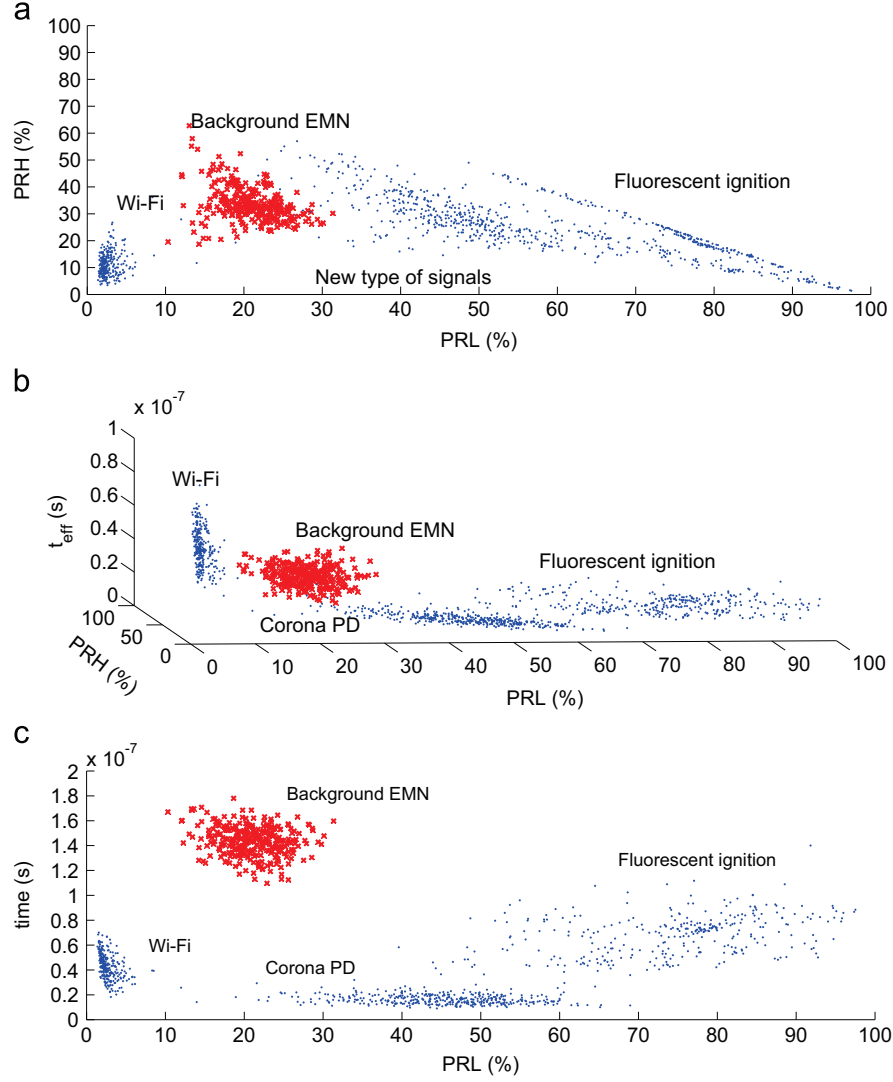 a
100
90
80
70
60
50
40
30
20
10
0
PRH (%)
Background EMN
Wi-Fi
Fluorescent ignition
New type of signals
0 10 20 30 40 50 60 70 80 90 100
PRL (%)
b
x 10-7
1
0.8
0.6
0.4
0.2
0
teff (s)
100
50
0
PRH (%)
Wi-Fi
Background EMN
Fluorescent ignition
Corona PD
0 10 20 30 40 50 60 70 80 90 100
PRL (%)
c
x 10-7
2
1.8
1.6
1.4
1.2
1
0.8
0.6
0.4
0.2
0
time (s)
Background EMN
Fluorescent ignition
Wi-Fi
Corona PD
0 10 20 30 40 50 60 70 80 90 100
PRL (%)